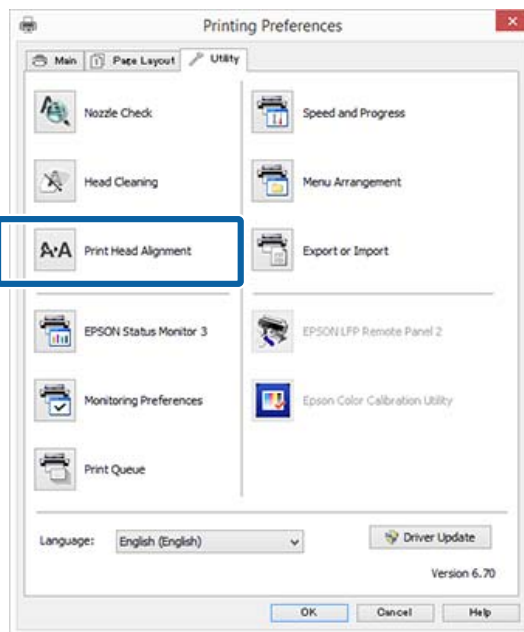 Printing Preferences
Main Page Layout Utility
Nozzle Check
Speed and Progress
Head Cleaning
Menu Arrangement
A·A Print Head Alignment
Export or Import
EPSON Status Monitor 3
EPSON LFP Remote Panel 2
Monitoring Preferences
Epson Color Calibration Utility
Print Queue
Language: English (English)
Driver Update
Version 6.70
OK Cancel Help